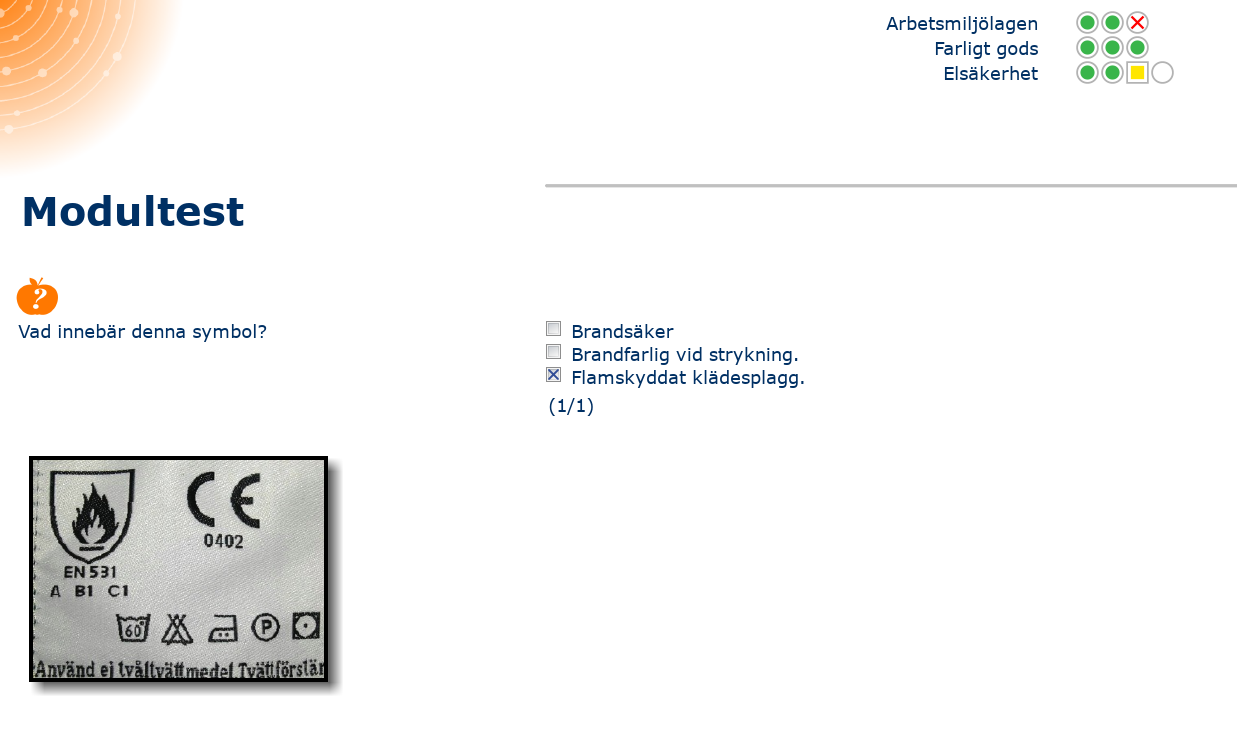 Arbetsmiljölagen
Farligt gods
Elsäkerhet
Modultest
?
Vad innebär denna symbol?
Brandsäker
Brandfarlig vid strykning.
Flamskyddat klädesplagg.
(1/1)
CE
0402
EN 531
A B1 C1
60°
P
Använd ej tvåltvättmedel.Tvättförslär